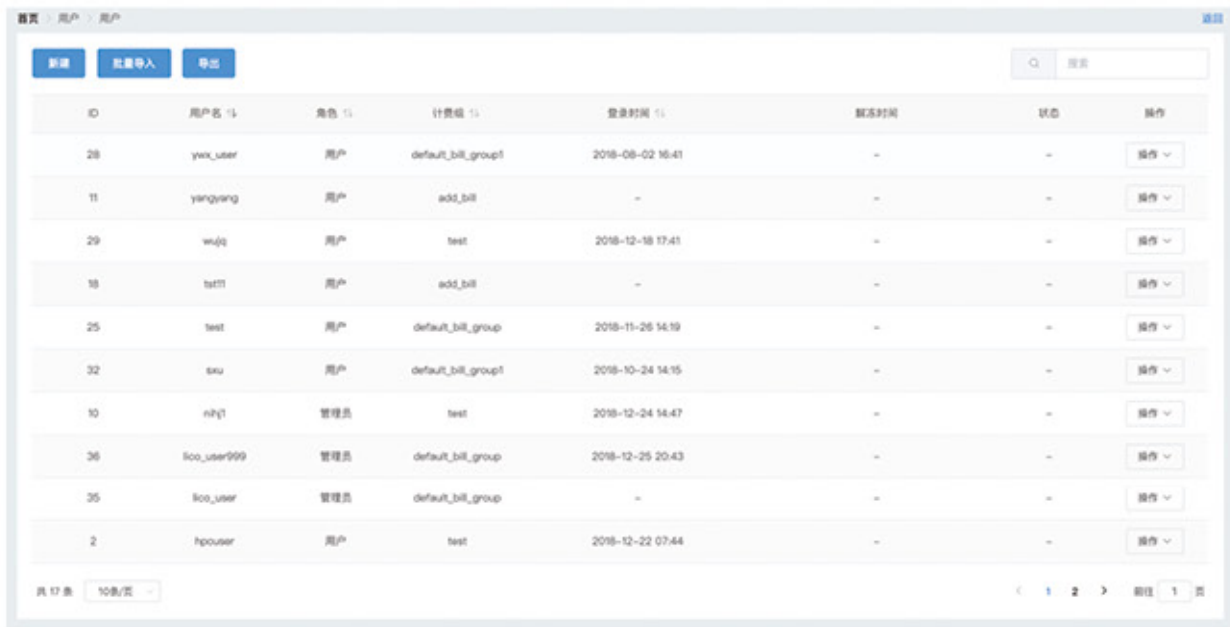 首页 > 用户 > 用户 返回
新建 批量导入 导出 搜索
ID 用户名 角色 计费组 登录时间 解冻时间 状态 操作
28 ywx_user 用户 default_bill_group1 2018-08-02 16:41 - - 操作
11 yangyang 用户 add_bill - - - 操作
29 wujq 用户 test 2018-12-18 17:41 - - 操作
18 tst11 用户 add_bill - - - 操作
25 test 用户 default_bill_group 2018-11-26 14:19 - - 操作
32 sxu 用户 default_bill_group1 2018-10-24 14:15 - - 操作
10 nihj1 管理员 test 2018-12-24 14:47 - - 操作
36 lico_user999 管理员 default_bill_group 2018-12-25 20:43 - - 操作
35 lico_user 管理员 default_bill_group - - - 操作
2 hpcuser 用户 test 2018-12-22 07:44 - - 操作
共 17 条 10条/页 < 1 2 > 前往 1 页